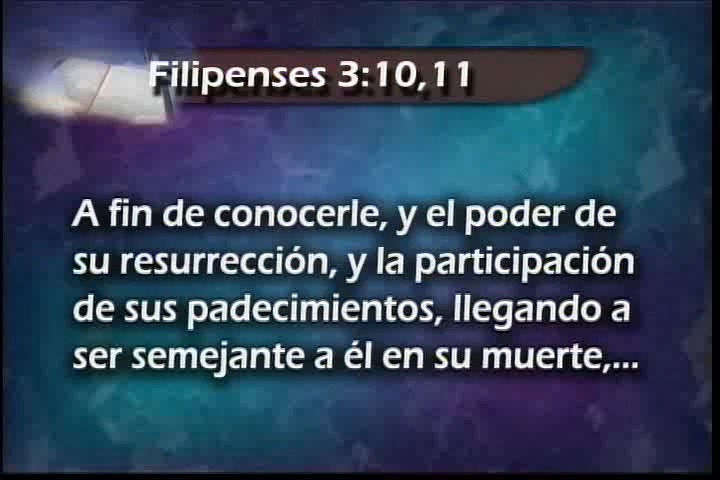 Filipenses 3:10,11
A fin de conocerle, y el poder de
su resurrección, y la participación
de sus padecimientos, llegando a
ser semejante a él en su muerte,...